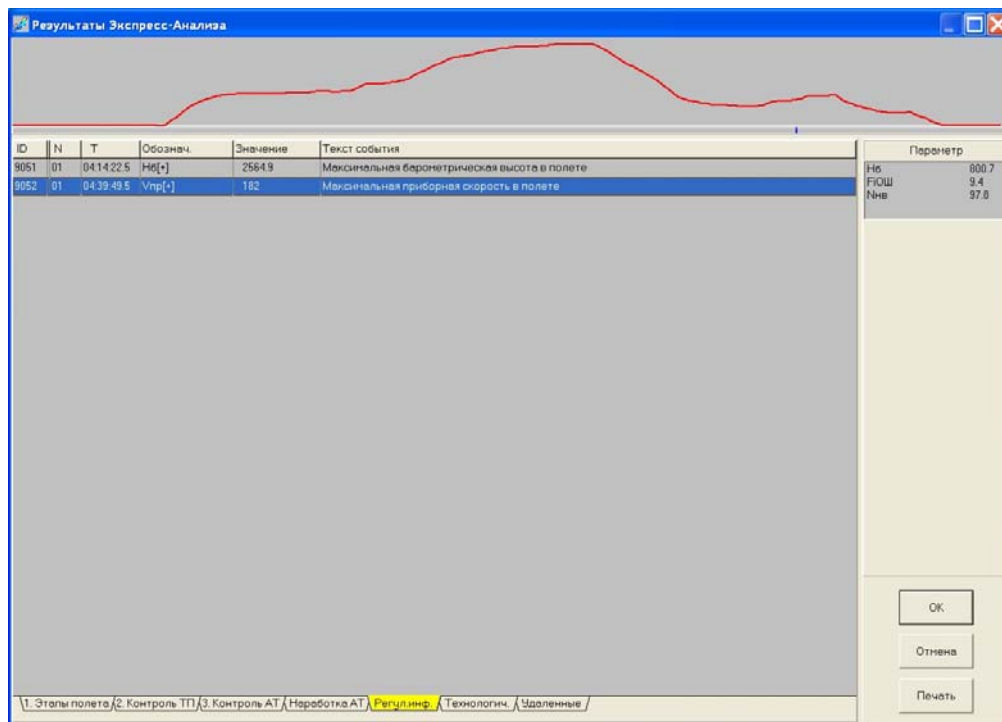 Результаты Экспресс-Анализа
ID N T Обознач. Значение Текст события
9051 01 04:14:22.5 Hб[+] 2564.9 Максимальная барометрическая высота в полете
9052 01 04:39:49.5 Vпр[+] 182 Максимальная приборная скорость в полете
Параметр
Hб 800.7
FiОШ 9.4
Nнв 97.8
OK
Отмена
Печать
1. Этапы полета 2. Контроль ТП 3. Контроль АТ Наработка АТ Регул.инф. Технологич. Удаленные